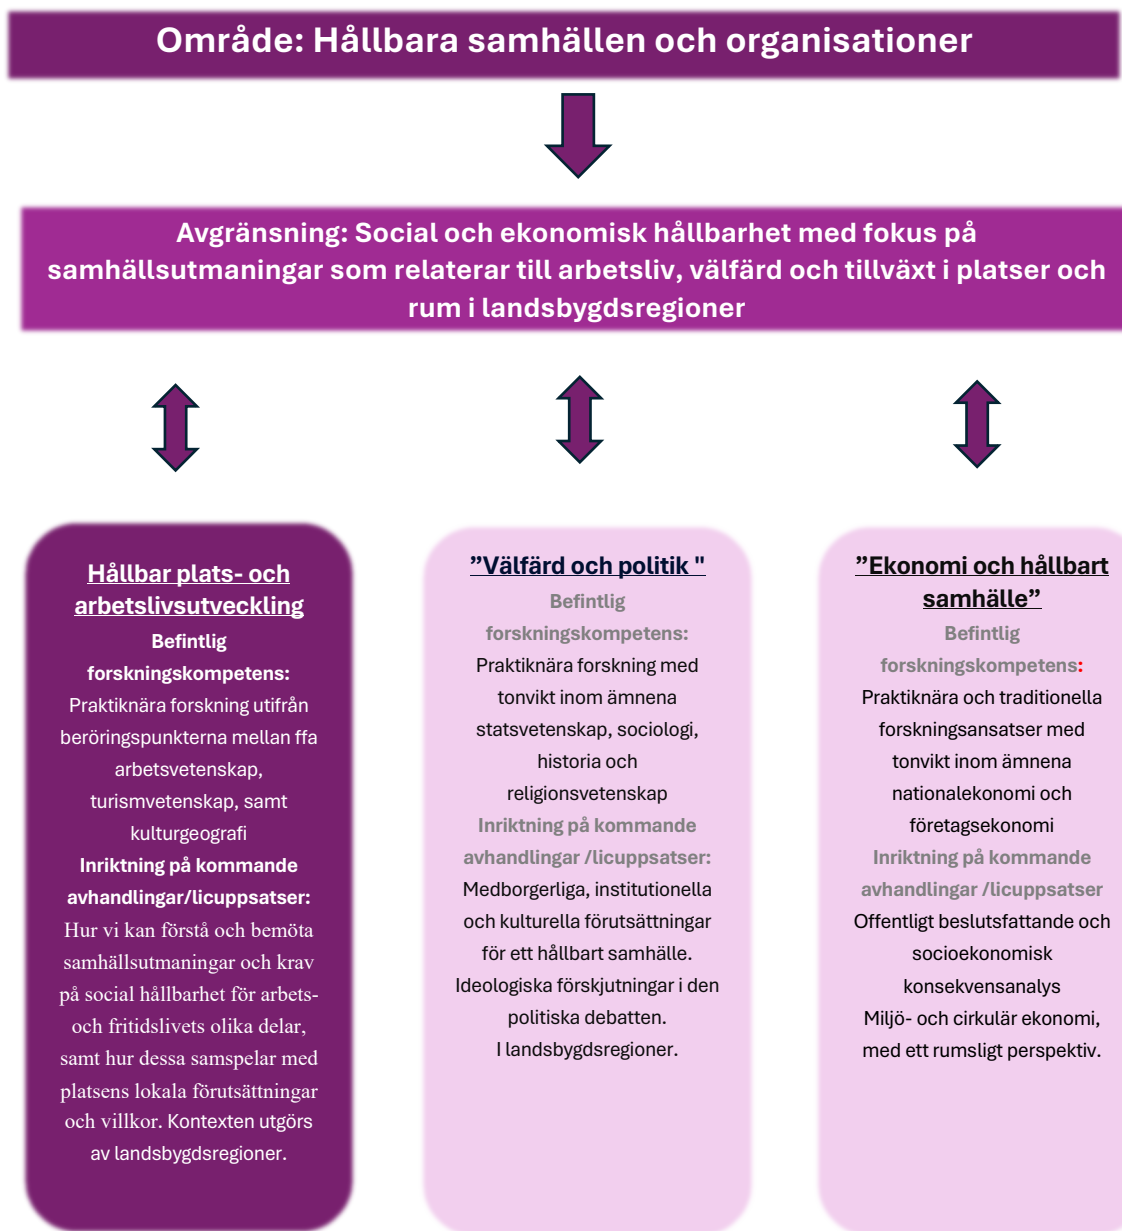 Område: Hållbara samhällen och organisationer
Avgränsning: Social och ekonomisk hållbarhet med fokus på
samhällsutmaningar som relaterar till arbetsliv, välfärd och tillväxt i platser och
rum i landsbygdsregioner
Hållbar plats- och
arbetslivsutveckling
Befintlig
forskningskompetens:
Praktiknära forskning utifrån
beröringspunkterna mellan ffa
arbetsvetenskap,
turismvetenskap, samt
kulturgeografi
Inriktning på kommande
avhandlingar/licuppsatser:
Hur vi kan förstå och bemöta
samhällsutmaningar och krav
på social hållbarhet för arbets-
och fritidslivets olika delar,
samt hur dessa samspelar med
platsens lokala förutsättningar
och villkor. Kontexten utgörs
av landsbygdsregioner.
”Välfärd och politik "
Befintlig
forskningskompetens:
Praktiknära forskning med
tonvikt inom ämnena
statsvetenskap, sociologi,
historia och
religionsvetenskap
Inriktning på kommande
avhandlingar /licuppsatser:
Medborgerliga, institutionella
och kulturella förutsättningar
för ett hållbart samhälle.
Ideologiska förskjutningar i den
politiska debatten.
I landsbygdsregioner.
”Ekonomi och hållbart
samhälle”
Befintlig
forskningskompetens:
Praktiknära och traditionella
forskningsansatser med
tonvikt inom ämnena
nationalekonomi och
företagsekonomi
Inriktning på kommande
avhandlingar /licuppsatser
Offentligt beslutsfattande och
socioekonomisk
konsekvensanalys
Miljö- och cirkulär ekonomi,
med ett rumsligt perspektiv.